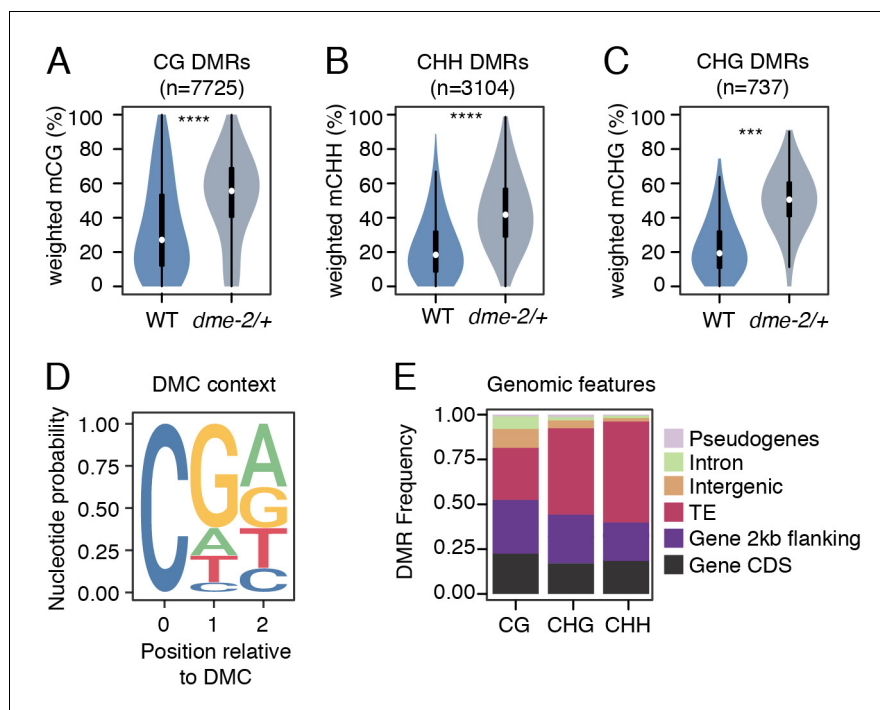 A
CG DMRs
(n=7725)
weighted mCG (%)
100
80
60
40
20
0
****
WT dme-2/+
B
CHH DMRs
(n=3104)
weighted mCHH (%)
100
80
60
40
20
0
****
WT dme-2/+
C
CHG DMRs
(n=737)
weighted mCHG (%)
100
80
60
40
20
0
***
WT dme-2/+
D
DMC context
Nucleotide probability
1.00
0.75
0.50
0.25
0.00
C
G
A
T
C
A
G
T
C
0 1 2
Position relative
to DMC
E
Genomic features
DMR Frequency
1.00
0.75
0.50
0.25
0.00
CG CHG CHH
Pseudogenes
Intron
Intergenic
TE
Gene 2kb flanking
Gene CDS